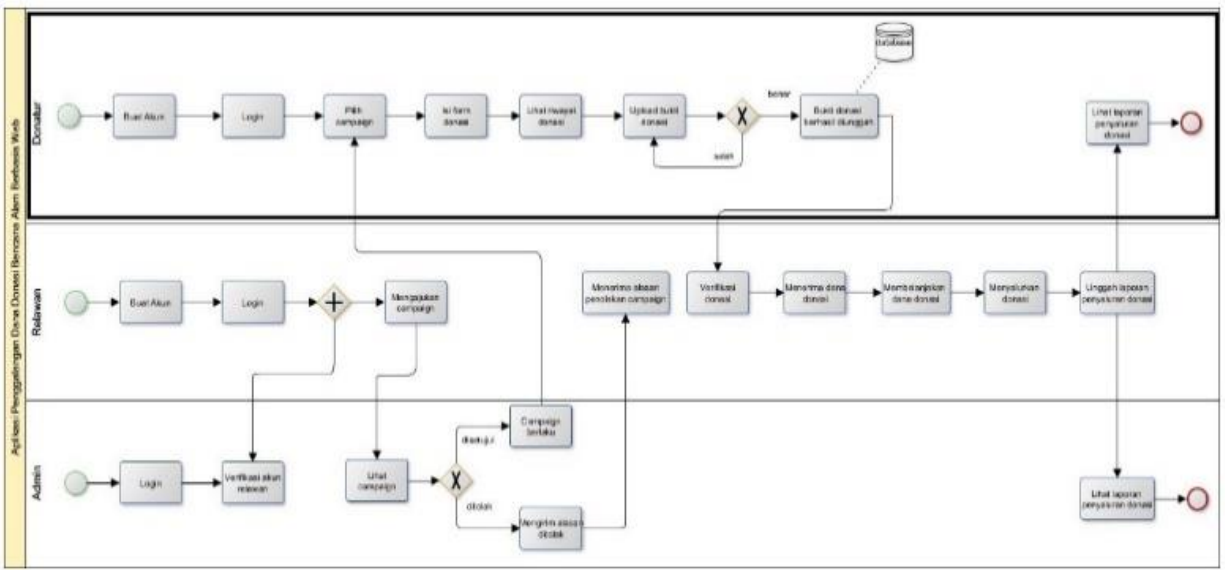 Aplikasi Penggalangan Dana Donasi Bencana Alam Berbasis Web
Donatur
Buat Akun
Login
Pilih
campaign
Isi form
donasi
Lihat riwayat
donasi
Upload bukti
donasi
salah
benar
Bukti donasi
berhasil diunggah
Database
Lihat laporan
penyaluran
donasi
Relawan
Buat Akun
Login
Mengajukan
campaign
Menerima alasan
penolakan campaign
Verifikasi
donasi
Menerima dana
donasi
Membelanjakan
dana donasi
Menyalurkan
donasi
Unggah laporan
penyaluran donasi
Admin
Login
Verifikasi akun
relawan
Lihat
campaign
disetujui
ditolak
Campaign
berlaku
Mengirim alasan
ditolak
Lihat laporan
penyaluran donasi